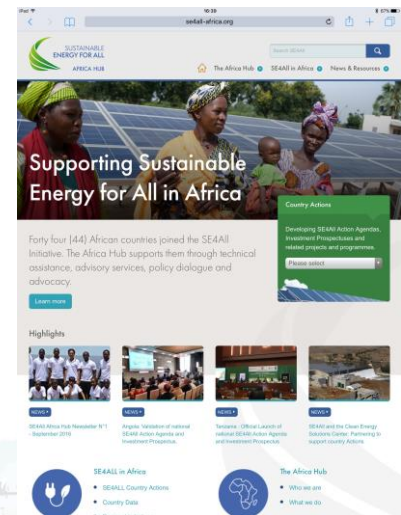 iPad
10:39
67%
se4all-africa.org
SUSTAINABLE
ENERGY FOR ALL
AFRICA HUB
Search SE4All
The Africa Hub
SE4All in Africa
News & Resources
Supporting Sustainable
Energy for All in Africa
Country Actions
Developing SE4All Action Agendas,
Investment Prospectuses and
related projects and programmes.
Please select
Forty four (44) African countries joined the SE4All
Initiative. The Africa Hub supports them through technical
assistance, advisory services, policy dialogue and
advocacy.
Learn more
Highlights
NEWS
NEWS
NEWS
NEWS
SE4All Africa Hub Newsletter N°1
- September 2016
Angola: Validation of national
SE4All Action Agenda and
Investment Prospectus.
Tanzania : Official Launch of
national SE4All Action Agenda
and Investment Prospectus
SE4All and the Clean Energy
Solutions Center: Partnering to
support country Actions
SE4ALL in Africa
SE4ALL Country Actions
Country Data
The Africa Hub
Who we are
What we do